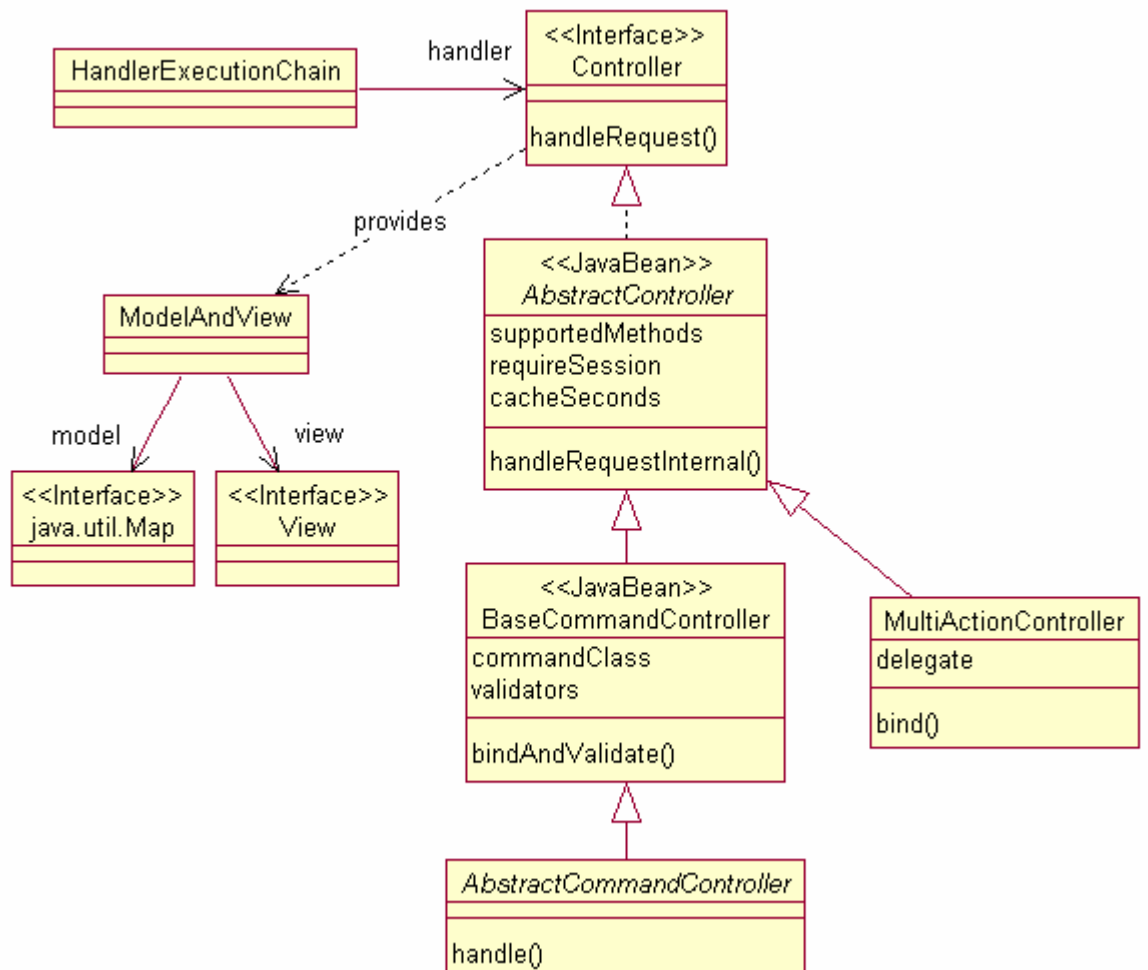 handler
<<Interface>>
Controller
handleRequest()
HandlerExecutionChain
provides
<<JavaBean>>
AbstractController
supportedMethods
requireSession
cacheSeconds
handleRequestInternal()
ModelAndView
model
view
<<Interface>>
java.util.Map
<<Interface>>
View
<<JavaBean>>
BaseCommandController
commandClass
validators
bindAndValidate()
MultiActionController
delegate
bind()
AbstractCommandController
handle()